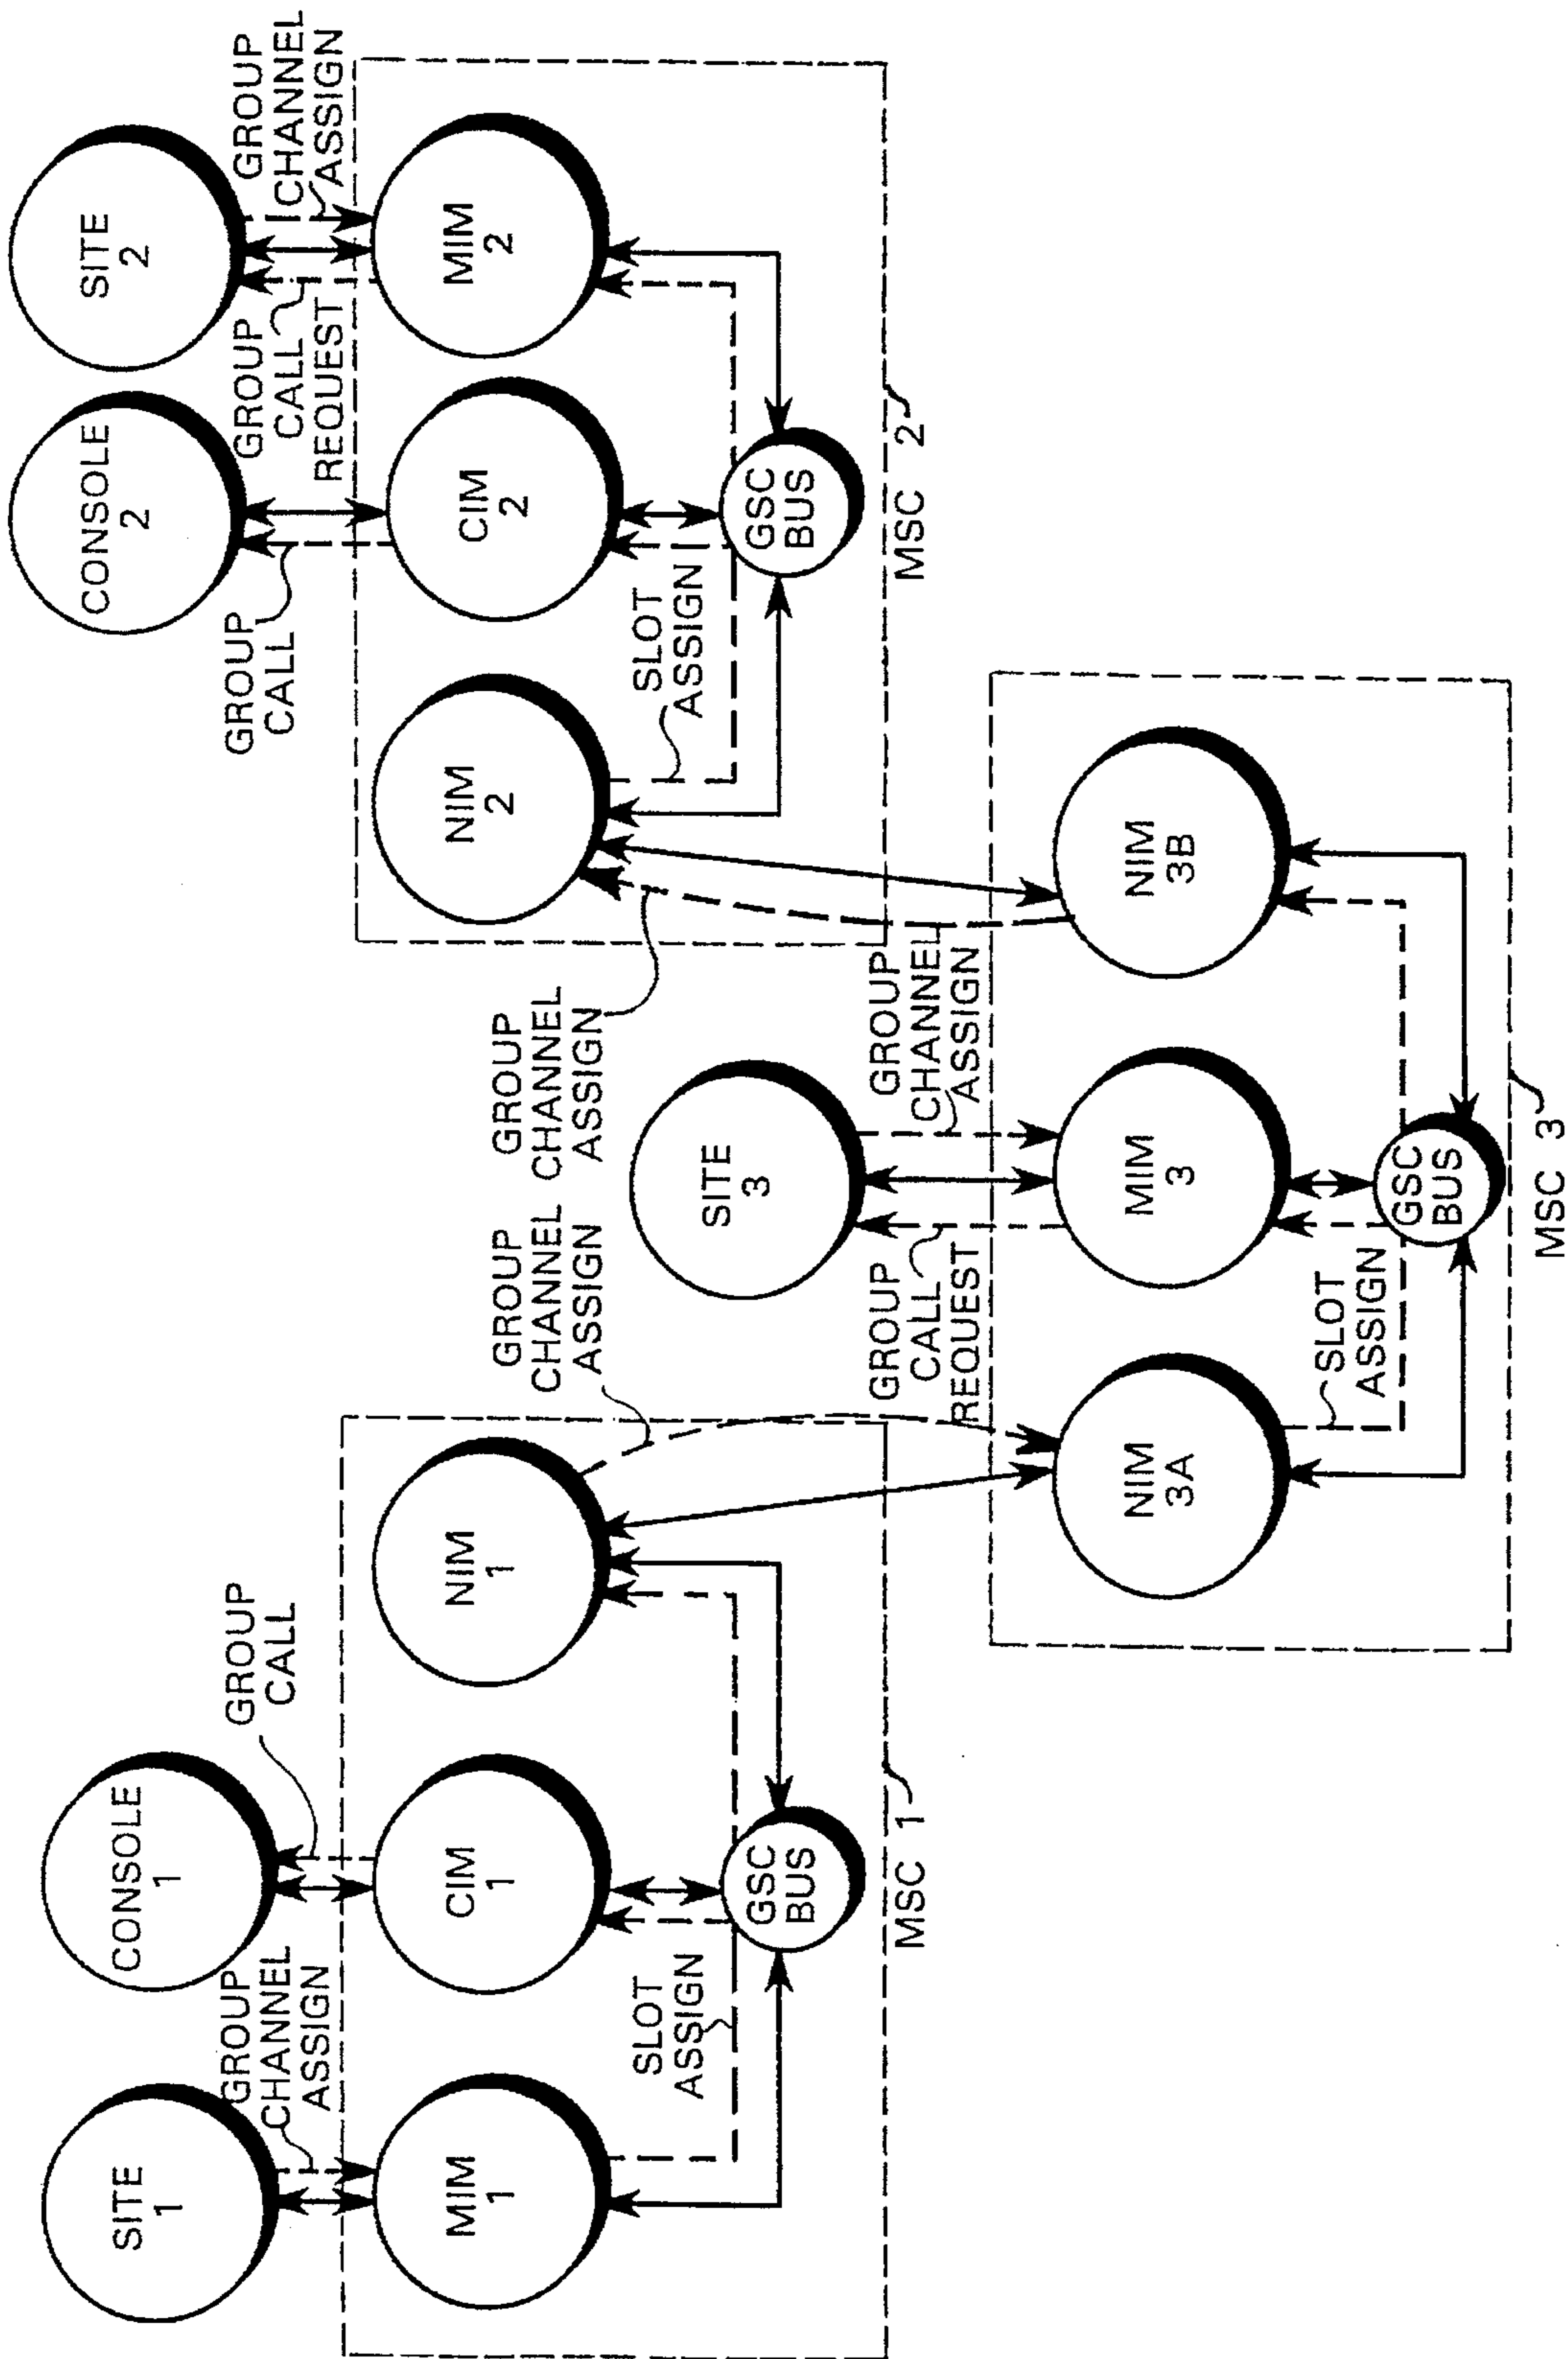 SITE
1
GROUP
CHANNEL
ASSIGN
CONSOLE
1
GROUP
CALL
MIM
1
CIM
1
NIM
1
SLOT
ASSIGN
GSC
BUS
MSC 1
GROUP
CHANNEL
ASSIGN
GROUP
CHANNEL
ASSIGN
GROUP
CALL
CONSOLE
2
GROUP
CALL
REQUEST
SITE
2
GROUP
CHANNEL
ASSIGN
NIM
2
CIM
2
MIM
2
SLOT
ASSIGN
GSC
BUS
MSC 2
SITE
3
GROUP
CALL
REQUEST
GROUP
CHANNEL
ASSIGN
NIM
3A
MIM
3
NIM
3B
SLOT
ASSIGN
GSC
BUS
MSC 3